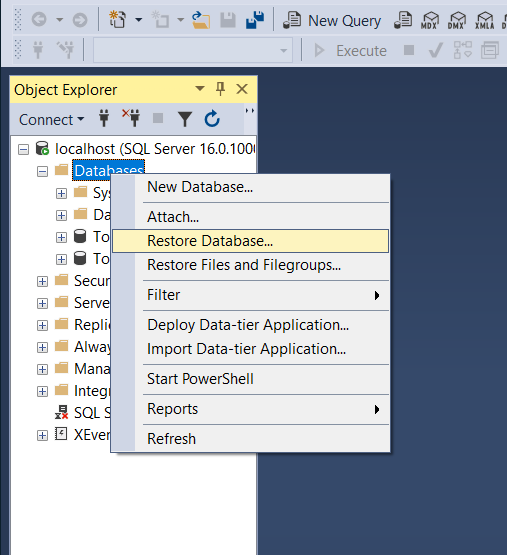 New Query
MDX
DMX
XMLA
Execute
Object Explorer
Connect
localhost (SQL Server 16.0.100
Databases
Sys
Da
To
To
Secur
Serve
Replic
Alway
Mana
Integ
SQL S
XEver
New Database...
Attach...
Restore Database...
Restore Files and Filegroups...
Filter
Deploy Data-tier Application...
Import Data-tier Application...
Start PowerShell
Reports
Refresh